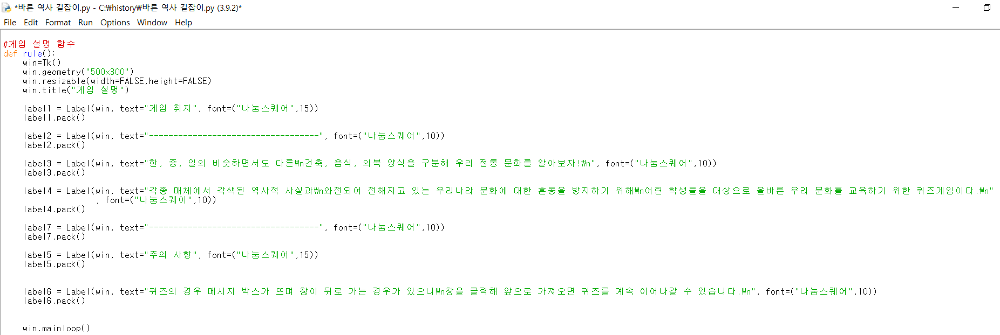 *바른 역사 길잡이.py - C:₩history₩바른 역사 길잡이.py (3.9.2)*
File Edit Format Run Options Window Help
#게임 설명 함수
def rule():
    win=Tk()
    win.geometry("500x300")
    win.resizable(width=FALSE,height=FALSE)
    win.title("게임 설명")
    label1 = Label(win, text="게임 취지", font=("나눔스퀘어",15))
    label1.pack()
    label2 = Label(win, text="-----------------------------------", font=("나눔스퀘어",10))
    label2.pack()
    label3 = Label(win, text="한, 중, 일의 비슷하면서도 다른₩n건축, 음식, 의복 양식을 구분해 우리 전통 문화를 알아보자!₩n", font=("나눔스퀘어",10))
    label3.pack()
    label4 = Label(win, text="각종 매체에서 각색된 역사적 사실과₩n와전되어 전해지고 있는 우리나라 문화에 대한 혼동을 방지하기 위해₩n어린 학생들을 대상으로 올바른 우리 문화를 교육하기 위한 퀴즈게임이다.₩n"
                   , font=("나눔스퀘어",10))
    label4.pack()
    label7 = Label(win, text="-----------------------------------", font=("나눔스퀘어",10))
    label7.pack()
    label5 = Label(win, text="주의 사항", font=("나눔스퀘어",15))
    label5.pack()
    label6 = Label(win, text="퀴즈의 경우 메시지 박스가 뜨며 창이 뒤로 가는 경우가 있으니₩n창을 클릭해 앞으로 가져오면 퀴즈를 계속 이어나갈 수 있습니다.₩n", font=("나눔스퀘어",10))
    label6.pack()
    win.mainloop()